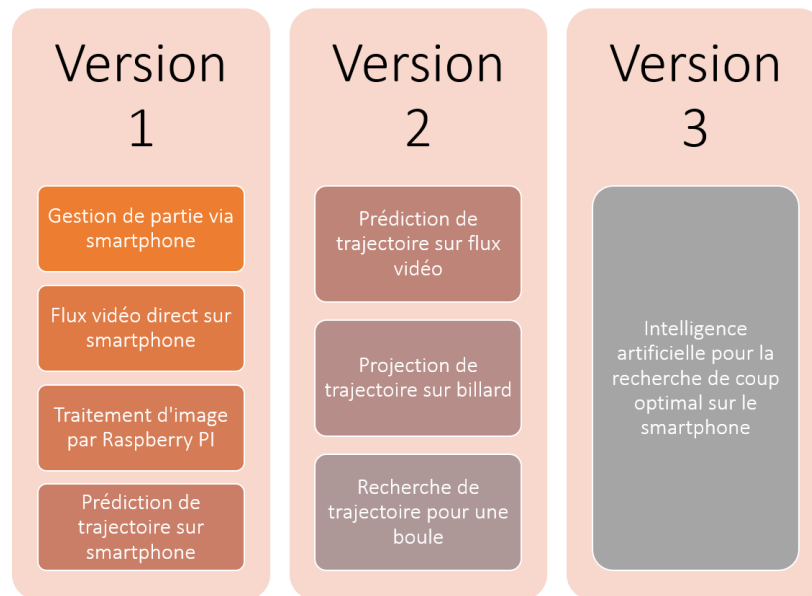 Version
1
Gestion de partie via
smartphone
Flux vidéo direct sur
smartphone
Traitement d'image
par Raspberry PI
Prédiction de
trajectoire sur
smartphone
Version
2
Prédiction de
trajectoire sur flux
vidéo
Projection de
trajectoire sur billard
Recherche de
trajectoire pour une
boule
Version
3
Intelligence
artificielle pour la
recherche de coup
optimal sur le
smartphone